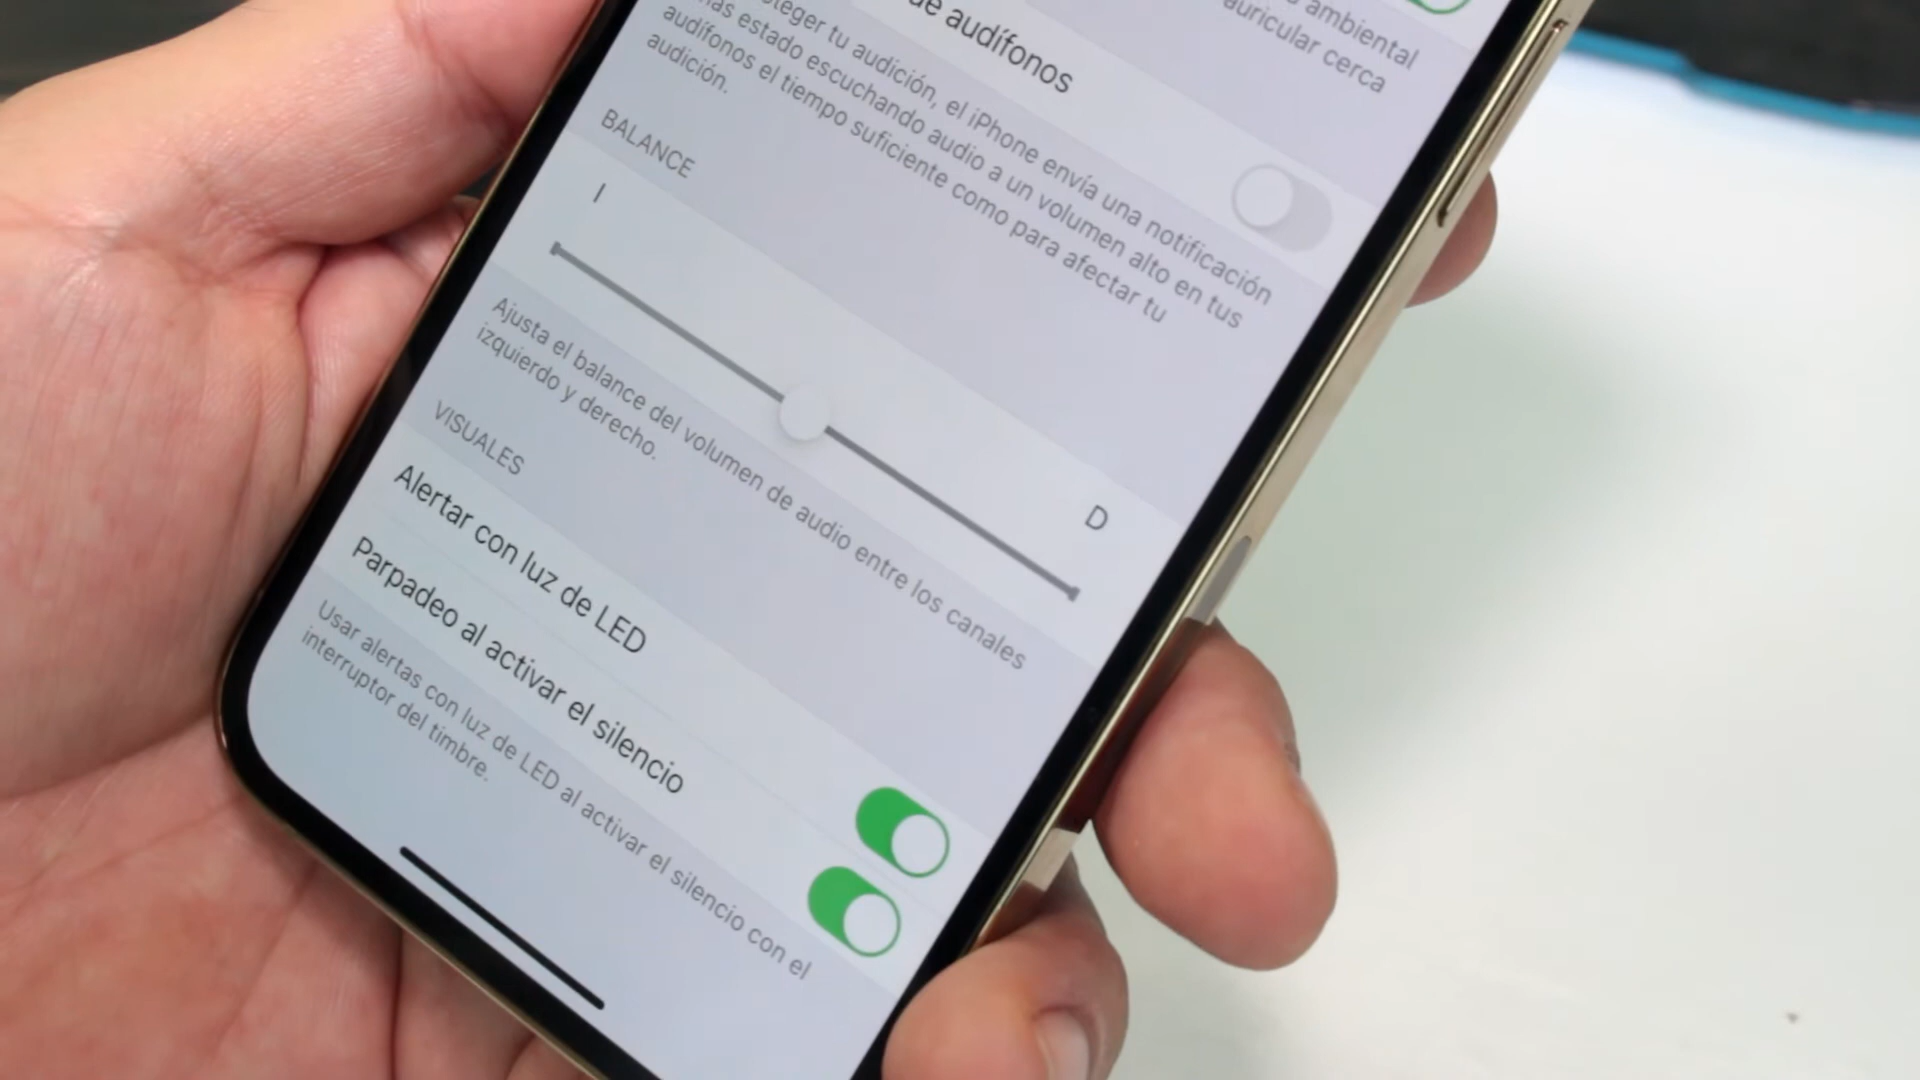 ambiental
auricular cerca
de audífonos
teger tu audición, el iPhone envía una notificación
más estado escuchando audio a un volumen alto en tus
audífonos el tiempo suficiente como para afectar tu
audición.
BALANCE
I
D
Ajusta el balance del volumen de audio entre los canales
izquierdo y derecho.
VISUALES
Alertar con luz de LED
Parpadeo al activar el silencio
Usar alertas con luz de LED al activar el silencio con el
interruptor del timbre.